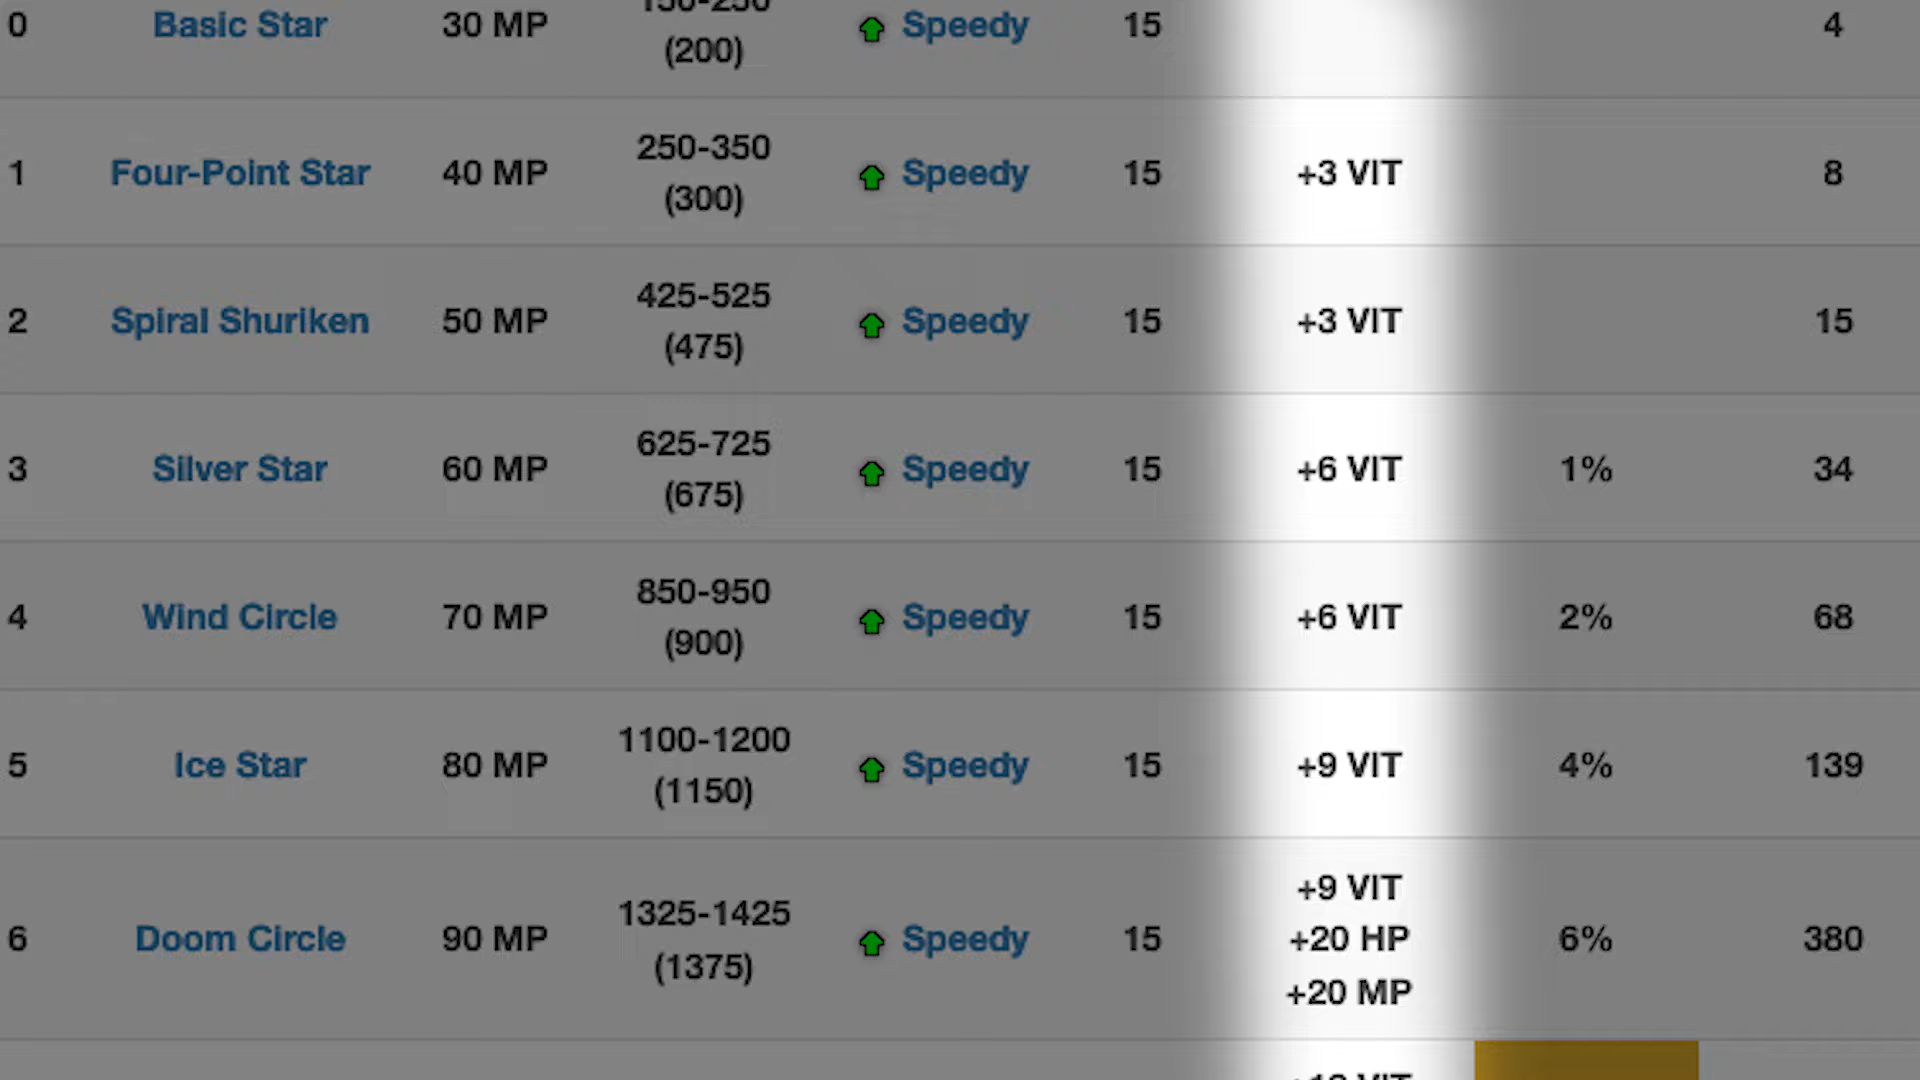 0 Basic Star 30 MP 150-250 (200) Speedy 15 4
1 Four-Point Star 40 MP 250-350 (300) Speedy 15 +3 VIT 8
2 Spiral Shuriken 50 MP 425-525 (475) Speedy 15 +3 VIT 15
3 Silver Star 60 MP 625-725 (675) Speedy 15 +6 VIT 1% 34
4 Wind Circle 70 MP 850-950 (900) Speedy 15 +6 VIT 2% 68
5 Ice Star 80 MP 1100-1200 (1150) Speedy 15 +9 VIT 4% 139
6 Doom Circle 90 MP 1325-1425 (1375) Speedy 15 +9 VIT +20 HP +20 MP 6% 380